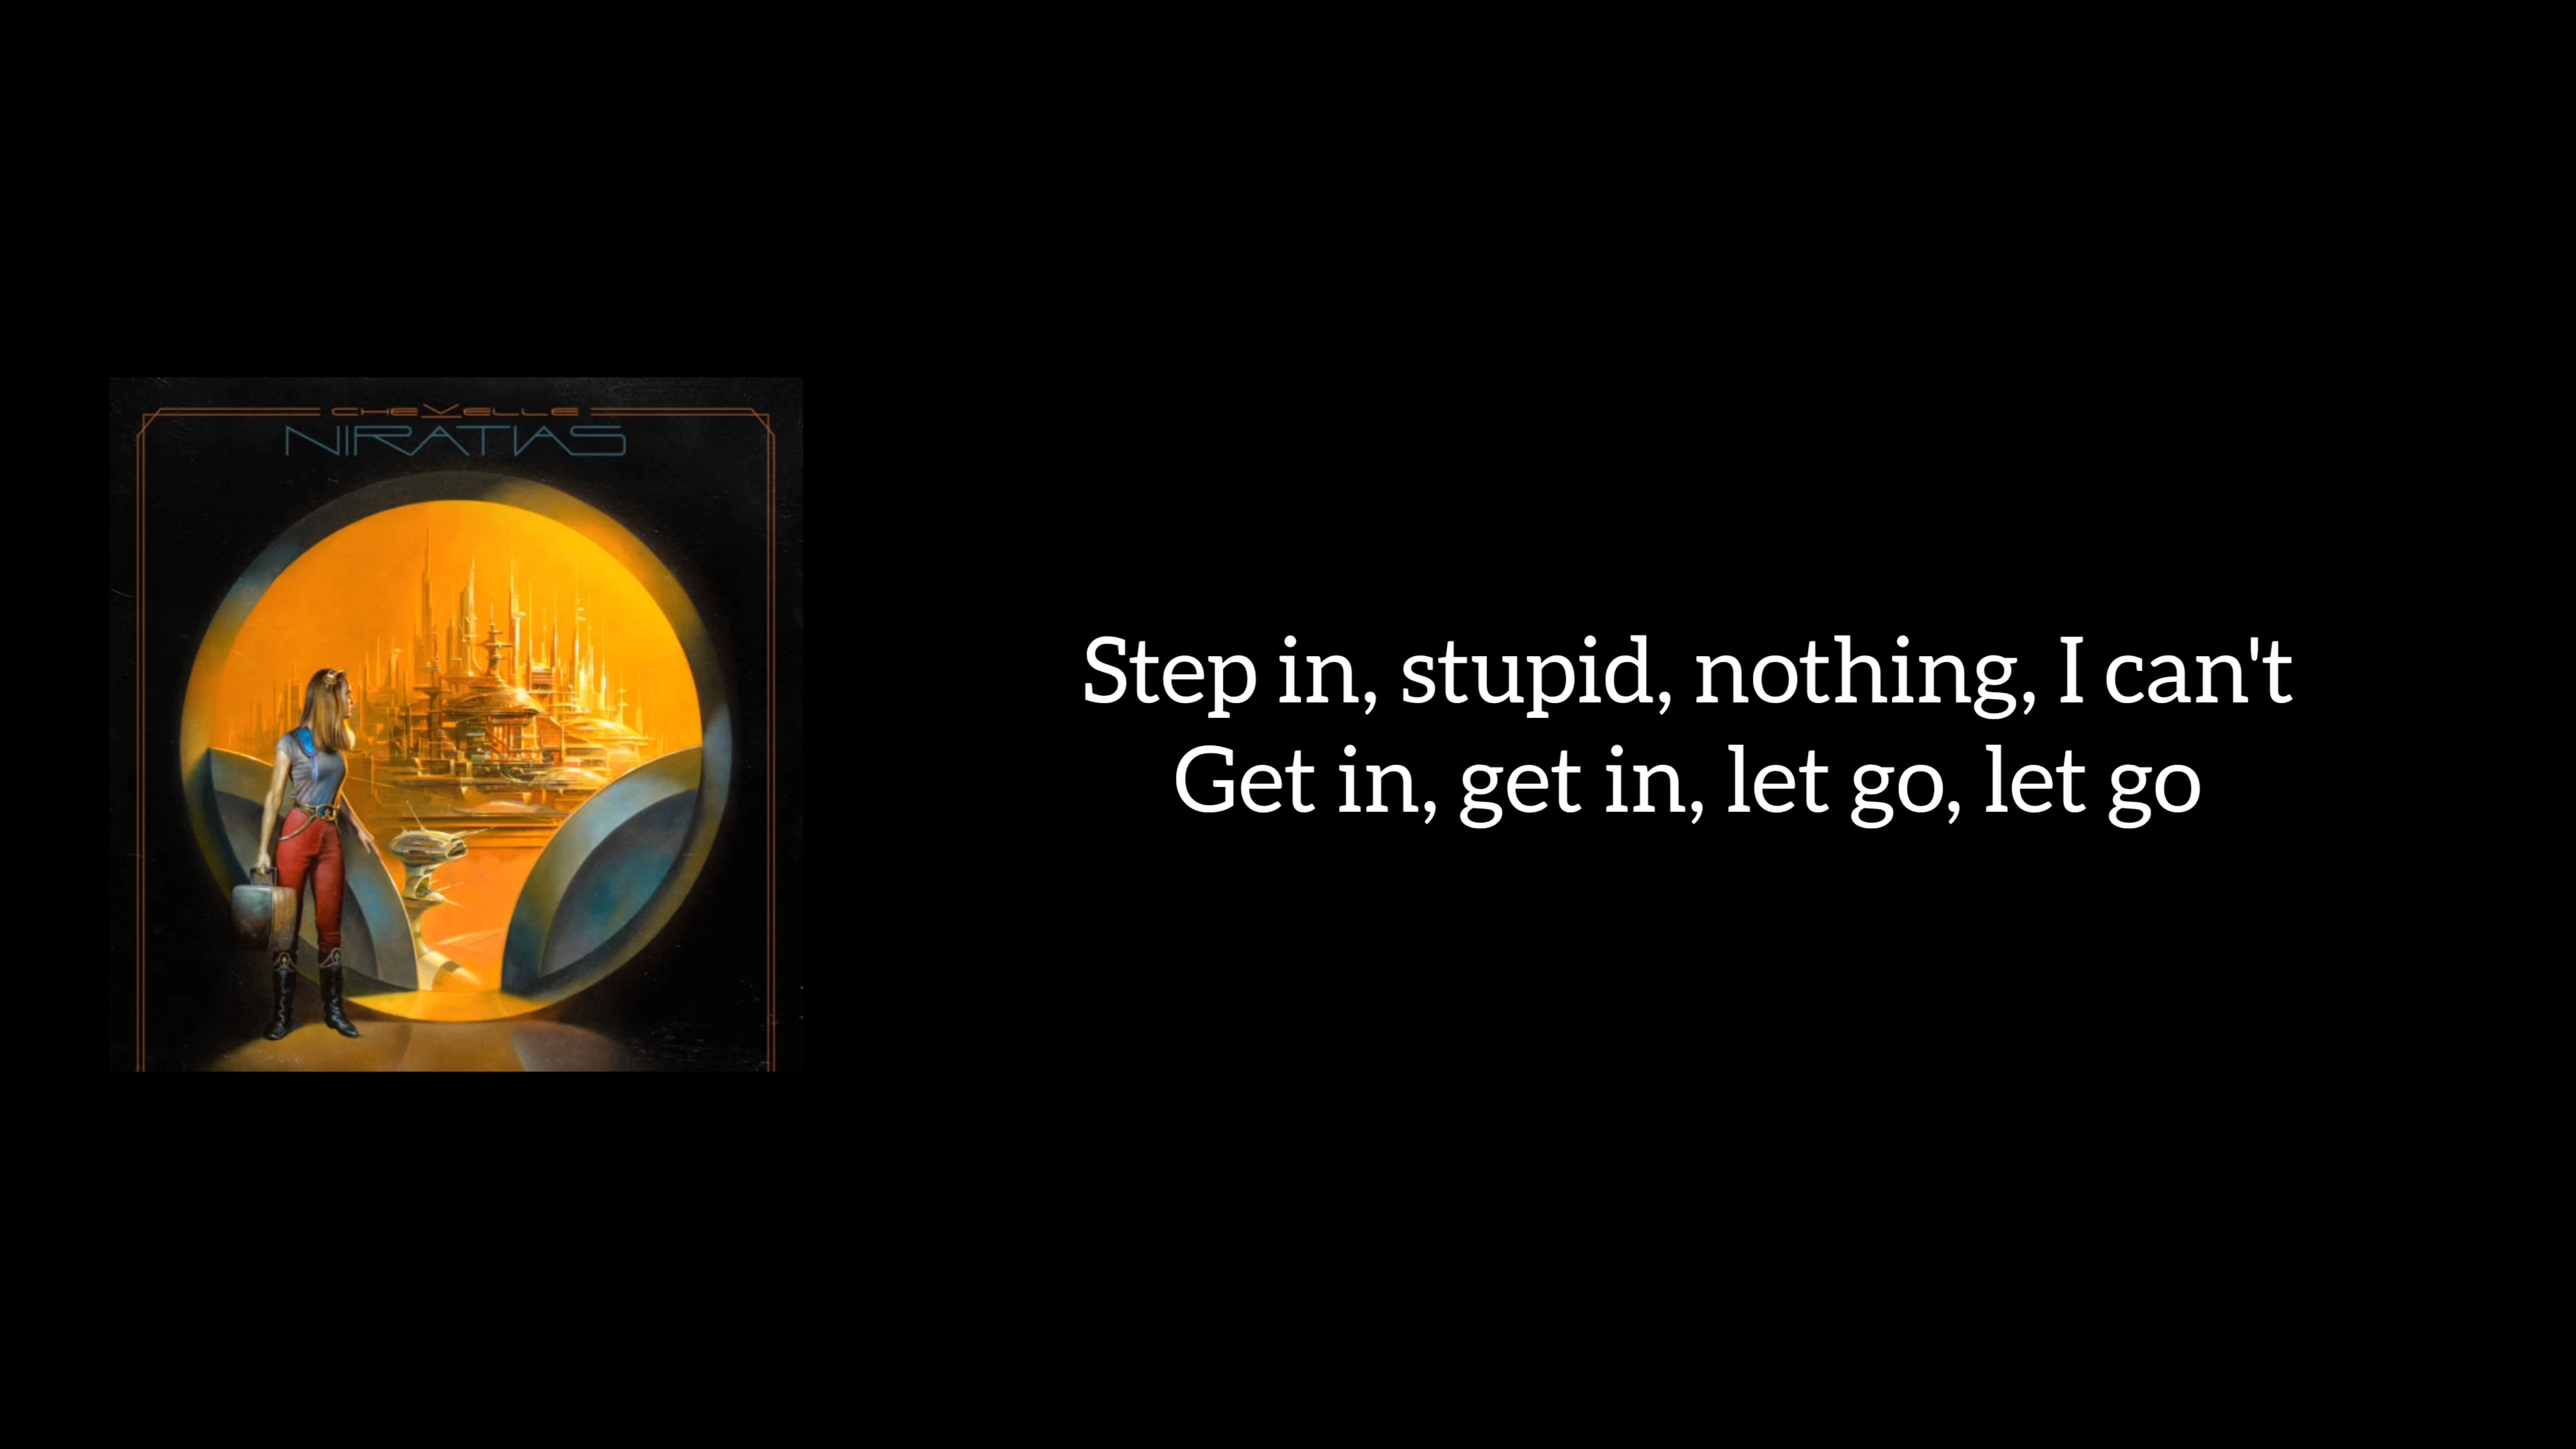 CHEVELLE
NIRATIAS
Step in, stupid, nothing, I can't
Get in, get in, let go, let go